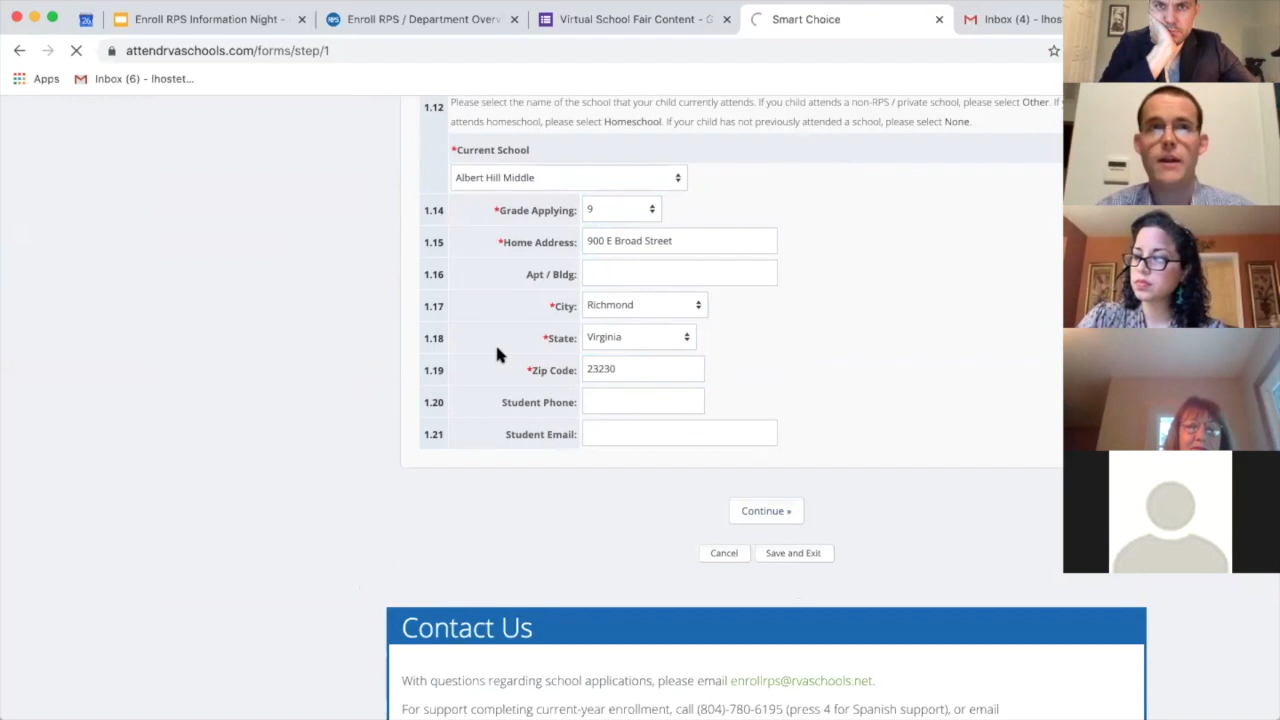 26 Enroll RPS Information Night - × Enroll RPS / Department Overv × Virtual School Fair Content - G × Smart Choice × Inbox (4) - lhos
attendrvaschools.com/forms/step/1
Apps Inbox (6) - lhostet...
1.12 Please select the name of the school that your child currently attends. If you child attends a non-RPS / private school, please select Other. If
attends homeschool, please select Homeschool. If your child has not previously attended a school, please select None.
*Current School
Albert Hill Middle
1.14 *Grade Applying: 9
1.15 *Home Address: 900 E Broad Street
1.16 Apt / Bldg:
1.17 *City: Richmond
1.18 *State: Virginia
1.19 *Zip Code: 23230
1.20 Student Phone:
1.21 Student Email:
Continue »
Cancel Save and Exit
Contact Us
With questions regarding school applications, please email enrollrps@rvaschools.net.
For support completing current-year enrollment, call (804)-780-6195 (press 4 for Spanish support), or email